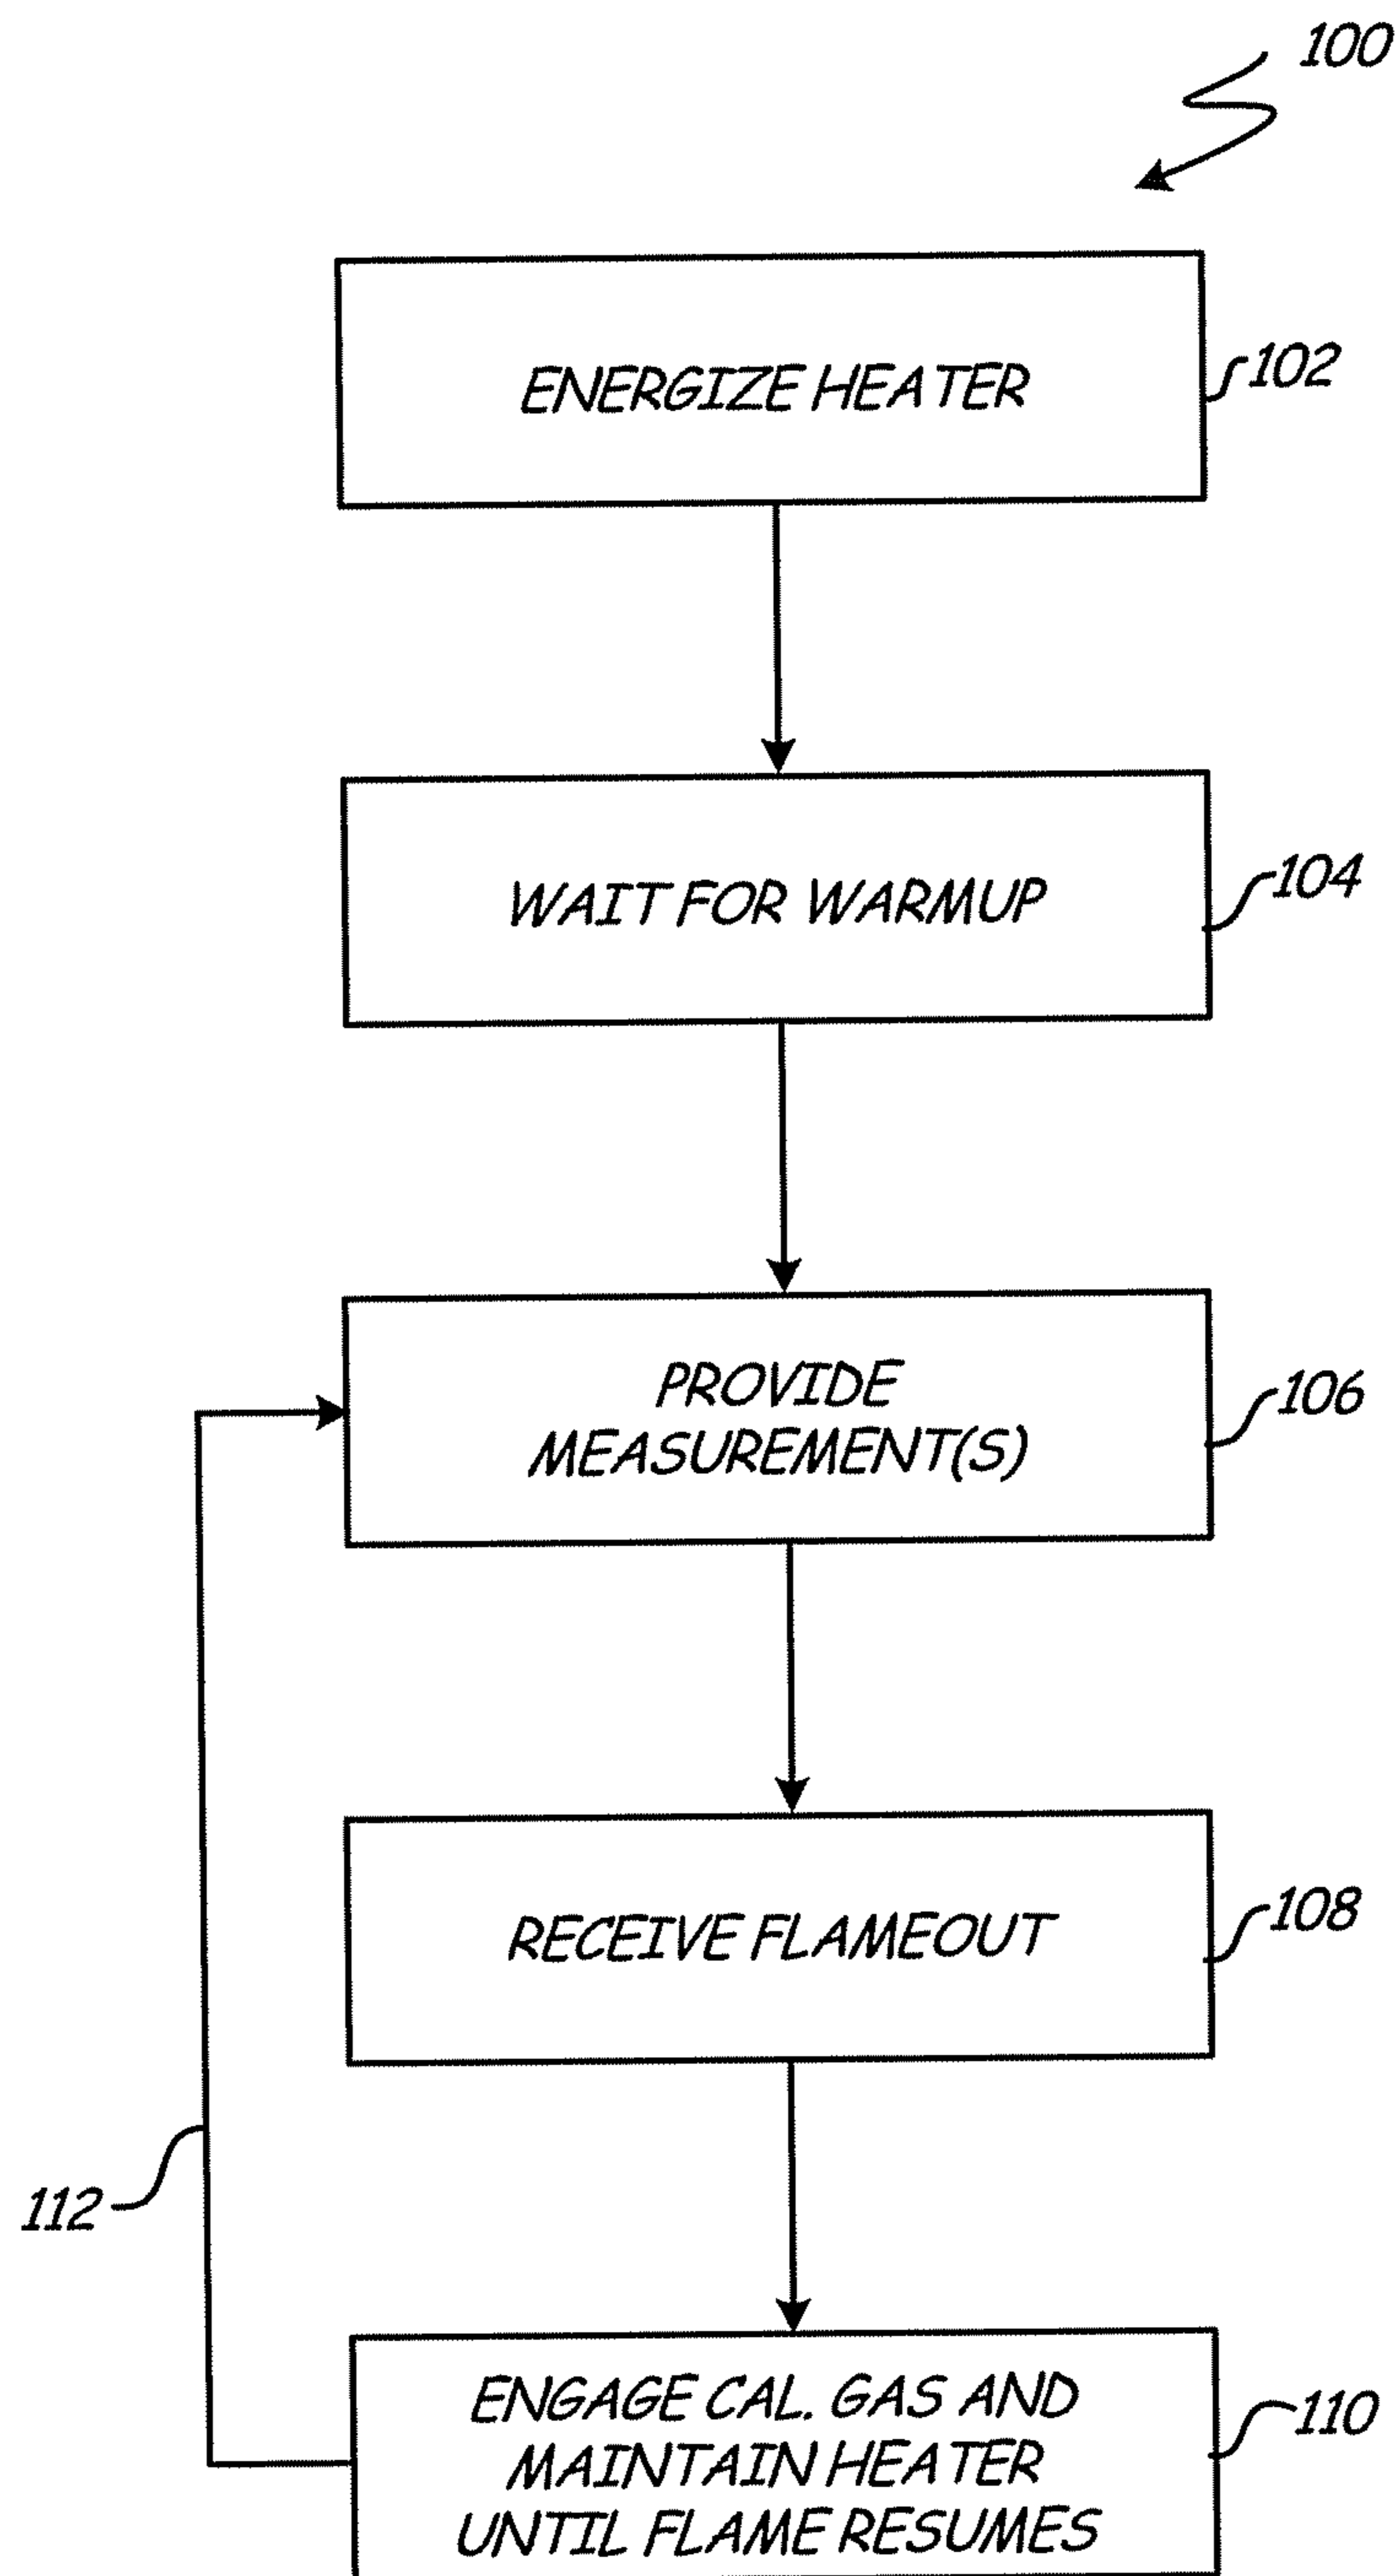 100
ENERGIZE HEATER
102
WAIT FOR WARMUP
104
PROVIDE
MEASUREMENT(S)
106
RECEIVE FLAMEOUT
108
112
ENGAGE CAL. GAS AND
MAINTAIN HEATER
UNTIL FLAME RESUMES
110